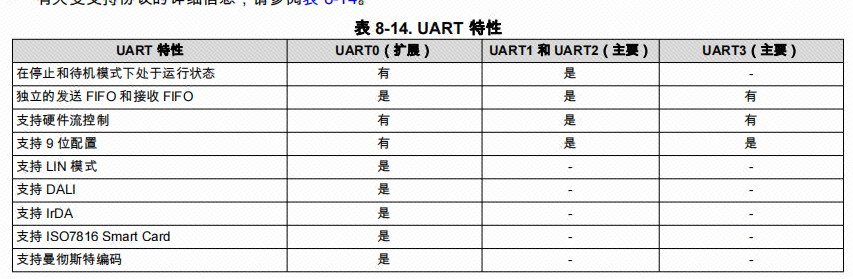 有关受支持协议的详细信息，请参阅表 8-14。
表 8-14. UART 特性
UART 特性 UART0（扩展） UART1 和 UART2（主要） UART3（主要）
在停止和待机模式下处于运行状态 有 是 -
独立的发送 FIFO 和接收 FIFO 是 是 有
支持硬件流控制 有 是 有
支持 9 位配置 有 是 是
支持 LIN 模式 是 - -
支持 DALI 是 - -
支持 IrDA 是 - -
支持 ISO7816 Smart Card 是 - -
支持曼彻斯特编码 是 - -